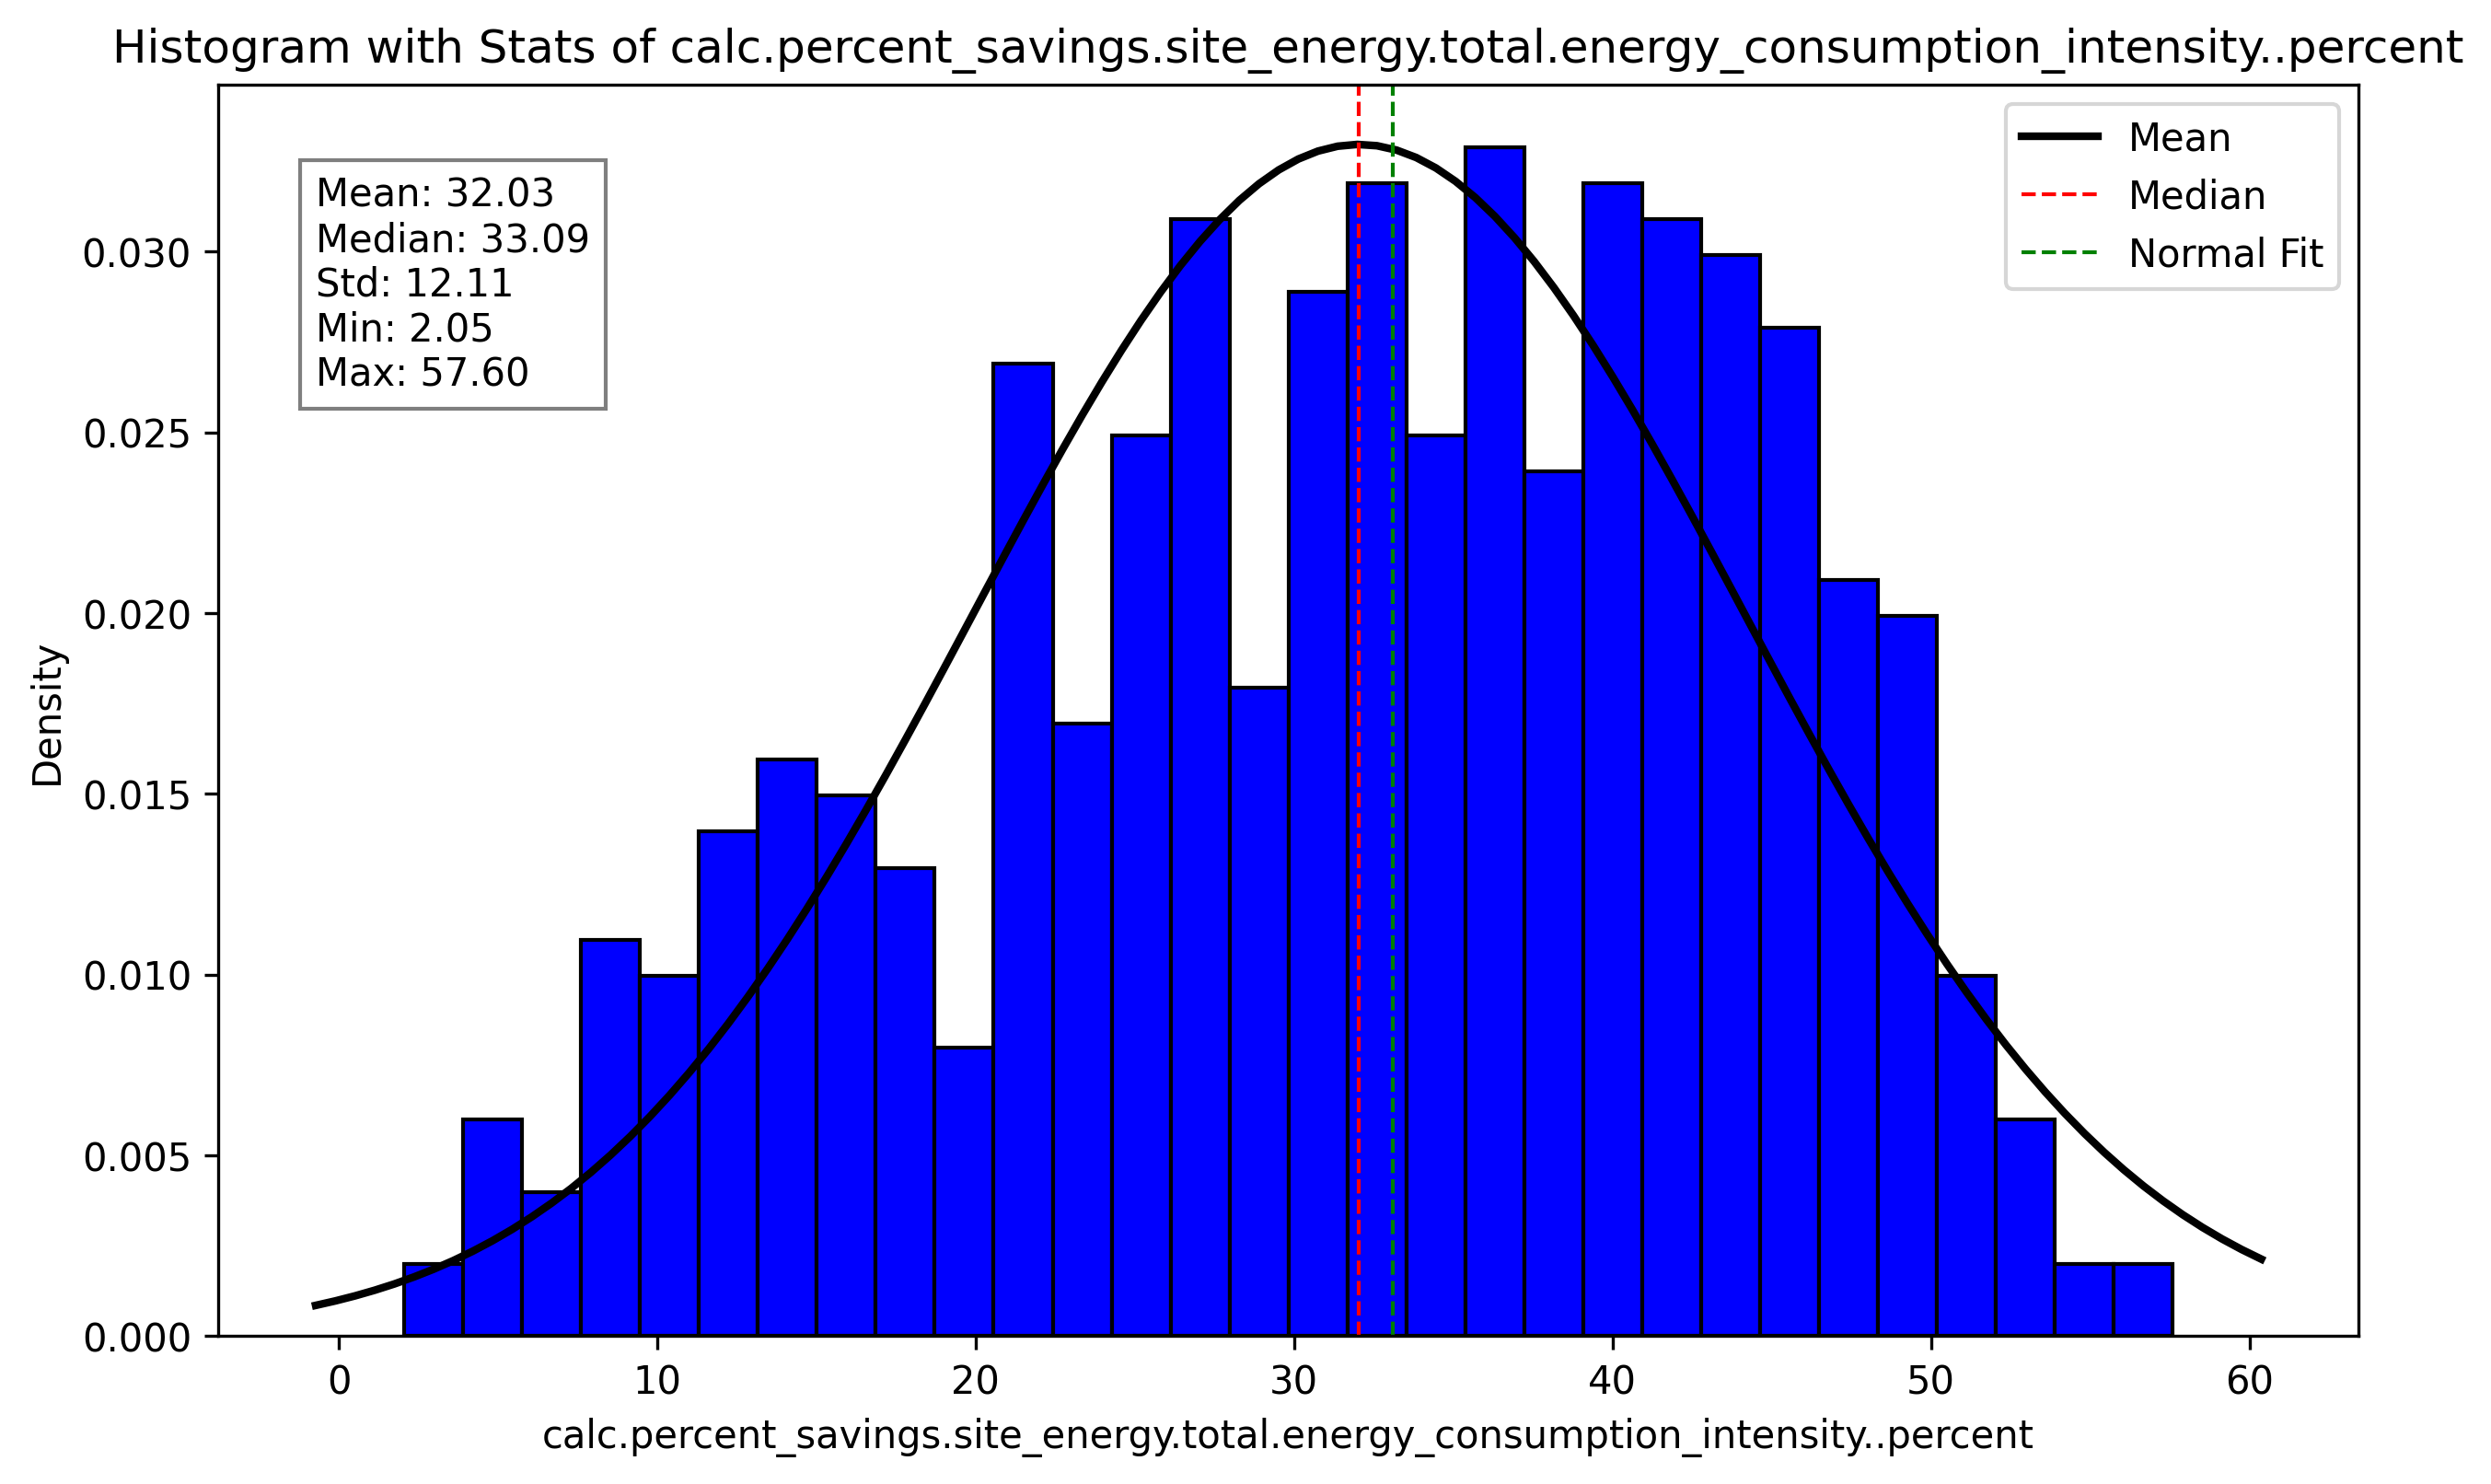 Histogram with Stats of calc.percent_savings.site_energy.total.energy_consumption_intensity..percent
Mean: 32.03
Median: 33.09
Std: 12.11
Min: 2.05
Max: 57.60
Mean
Median
Normal Fit
Density
0.030
0.025
0.020
0.015
0.010
0.005
0.000
0
10
20
30
40
50
60
calc.percent_savings.site_energy.total.energy_consumption_intensity..percent